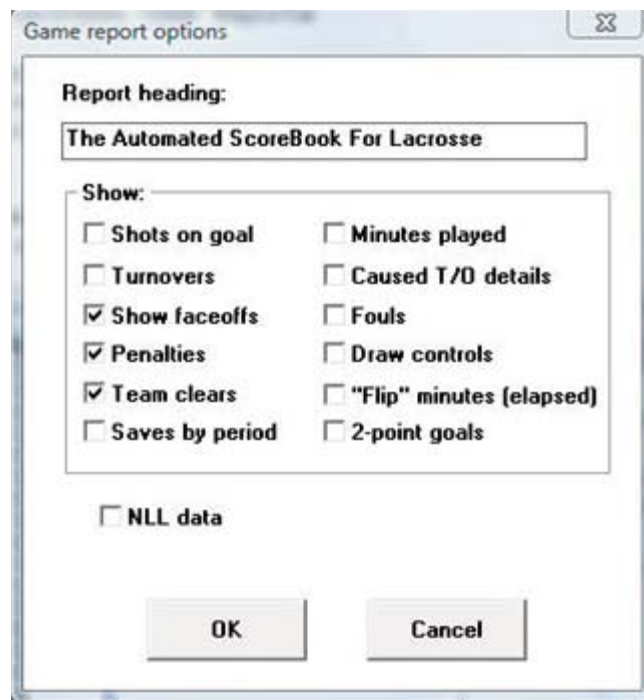 Game report options
Report heading:
The Automated ScoreBook For Lacrosse
Show:
Shots on goal
Minutes played
Turnovers
Caused T/O details
Show faceoffs
Fouls
Penalties
Draw controls
Team clears
"Flip" minutes (elapsed)
Saves by period
2-point goals
NLL data
OK
Cancel